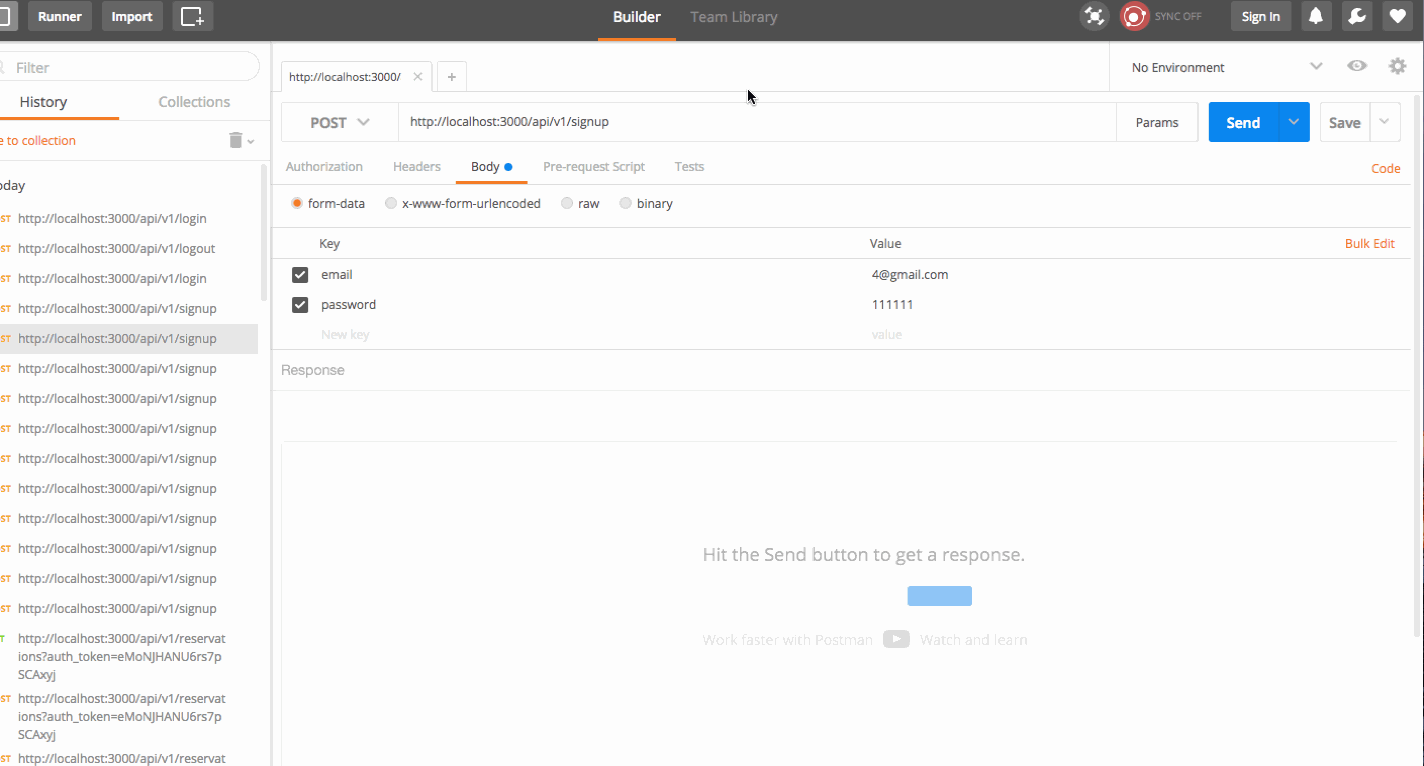 Runner Import Builder Team Library SYNC OFF Sign In
Filter
History Collections
e to collection
oday
ST http://localhost:3000/api/v1/login
ST http://localhost:3000/api/v1/logout
ST http://localhost:3000/api/v1/login
ST http://localhost:3000/api/v1/signup
ST http://localhost:3000/api/v1/signup
ST http://localhost:3000/api/v1/signup
ST http://localhost:3000/api/v1/signup
ST http://localhost:3000/api/v1/signup
ST http://localhost:3000/api/v1/signup
ST http://localhost:3000/api/v1/signup
ST http://localhost:3000/api/v1/signup
ST http://localhost:3000/api/v1/signup
ST http://localhost:3000/api/v1/signup
ST http://localhost:3000/api/v1/signup
T http://localhost:3000/api/v1/reservat
ions?auth_token=eMoNJHANU6rs7p
SCAxyj
ST http://localhost:3000/api/v1/reservat
ions?auth_token=eMoNJHANU6rs7p
SCAxyj
ST http://localhost:3000/api/v1/reservat
http://localhost:3000/ No Environment
POST http://localhost:3000/api/v1/signup Params Send Save
Authorization Headers Body Pre-request Script Tests Code
form-data x-www-form-urlencoded raw binary
Key Value Bulk Edit
email 4@gmail.com
password 111111
New key value
Response
Hit the Send button to get a response.
Work faster with Postman Watch and learn